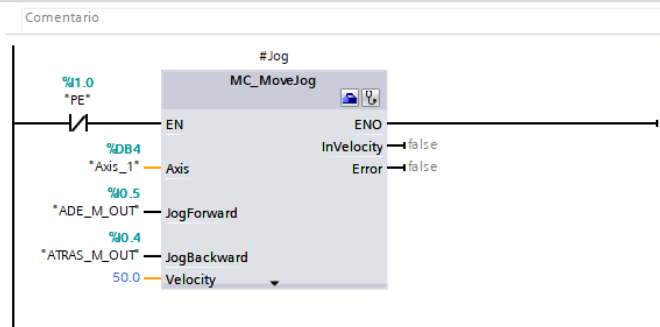 Comentario
#Jog
MC_MoveJog
%I1.0
"PE"
EN
ENO
InVelocity
false
%DB4
"Axis_1"
Axis
Error
false
%I0.5
"ADE_M_OUT"
JogForward
%I0.4
"ATRAS_M_OUT"
JogBackward
50.0
Velocity